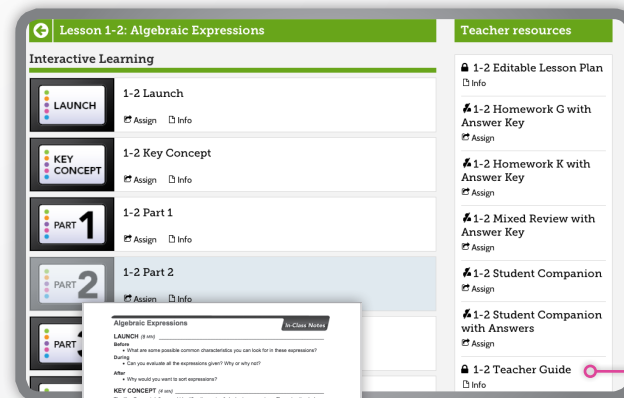 Lesson 1-2: Algebraic Expressions
Interactive Learning
LAUNCH
1-2 Launch
Assign Info
KEY CONCEPT
1-2 Key Concept
Assign Info
PART 1
1-2 Part 1
Assign Info
PART 2
1-2 Part 2
Assign Info
PART
Algebraic Expressions
In-Class Notes
LAUNCH (8 MIN)
Before
• What are some possible common characteristics you can look for in these expressions?
During
• Can you evaluate all the expressions given? Why or why not?
After
• Why would you want to sort expressions?
KEY CONCEPT (4 MIN)
Teacher resources
1-2 Editable Lesson Plan
Info
1-2 Homework G with
Answer Key
Assign
1-2 Homework K with
Answer Key
Assign
1-2 Mixed Review with
Answer Key
Assign
1-2 Student Companion
Assign
1-2 Student Companion
with Answers
Assign
1-2 Teacher Guide
Info